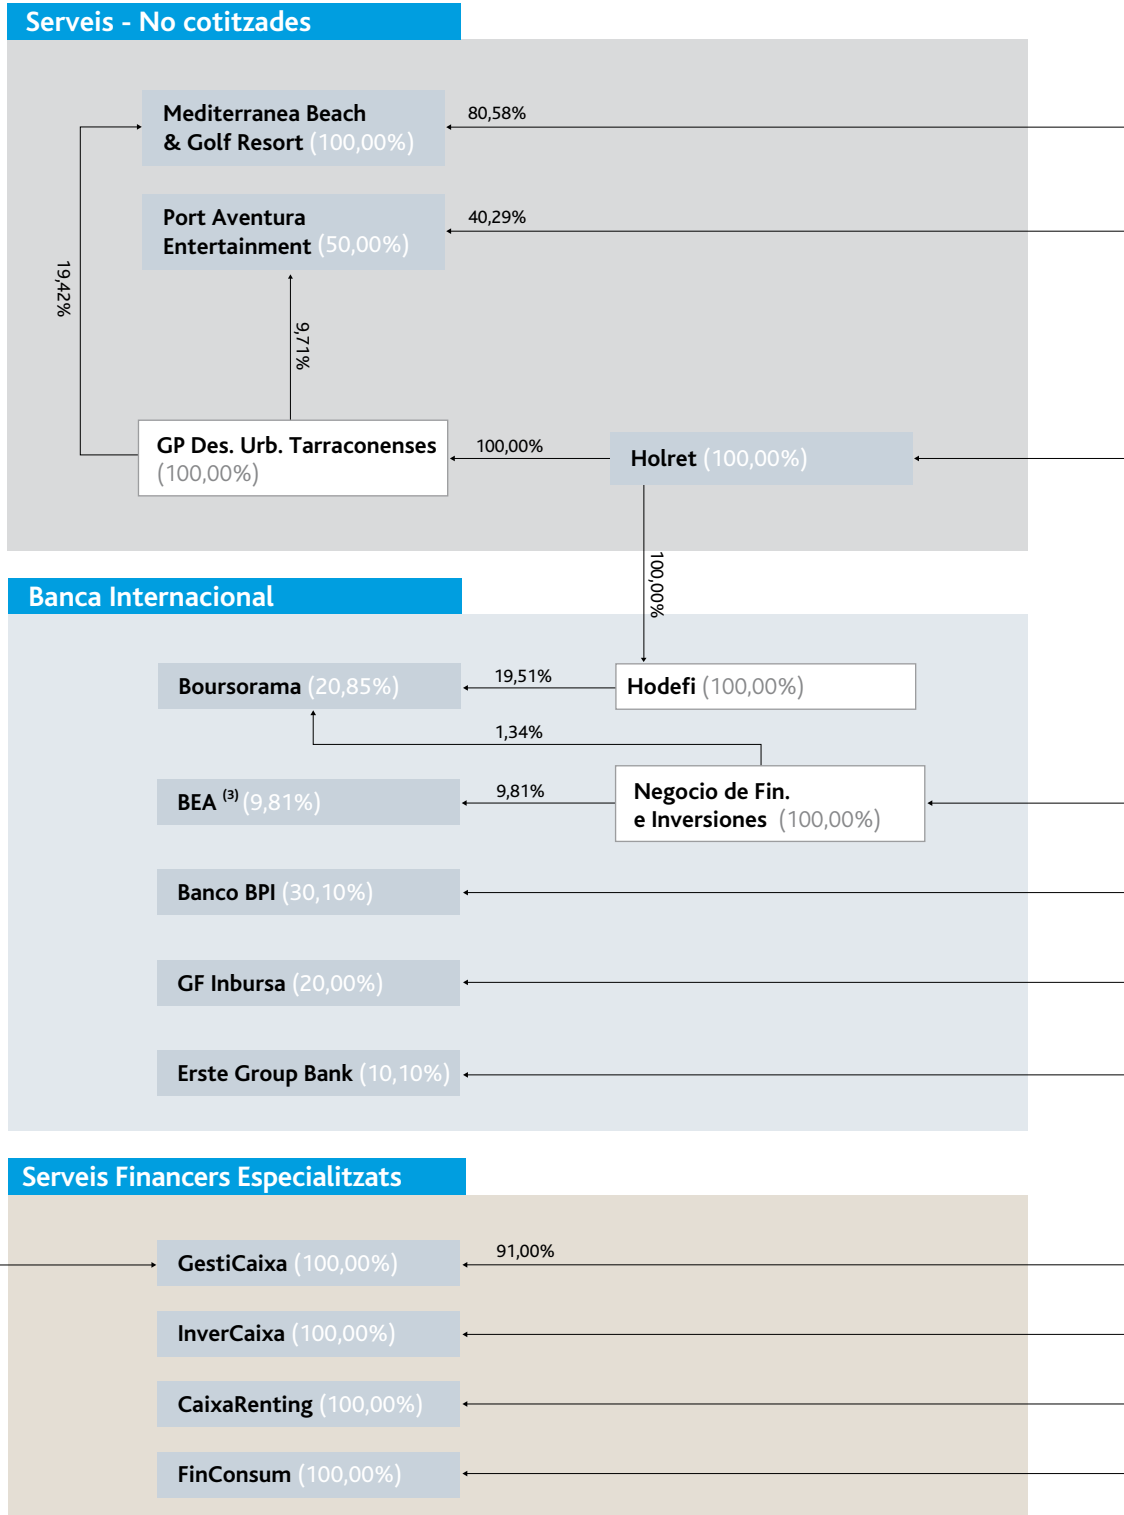 Serveis - No cotitzades
Mediterranea Beach
& Golf Resort (100,00%)
80,58%
Port Aventura
Entertainment (50,00%)
40,29%
19,42%
9,71%
GP Des. Urb. Tarraconenses
(100,00%)
100,00%
Holret (100,00%)
100,00%
Banca Internacional
Boursorama (20,85%)
19,51%
Hodefi (100,00%)
1,34%
BEA (3) (9,81%)
9,81%
Negocio de Fin.
e Inversiones (100,00%)
Banco BPI (30,10%)
GF Inbursa (20,00%)
Erste Group Bank (10,10%)
Serveis Financers Especialitzats
GestiCaixa (100,00%)
91,00%
InverCaixa (100,00%)
CaixaRenting (100,00%)
FinConsum (100,00%)